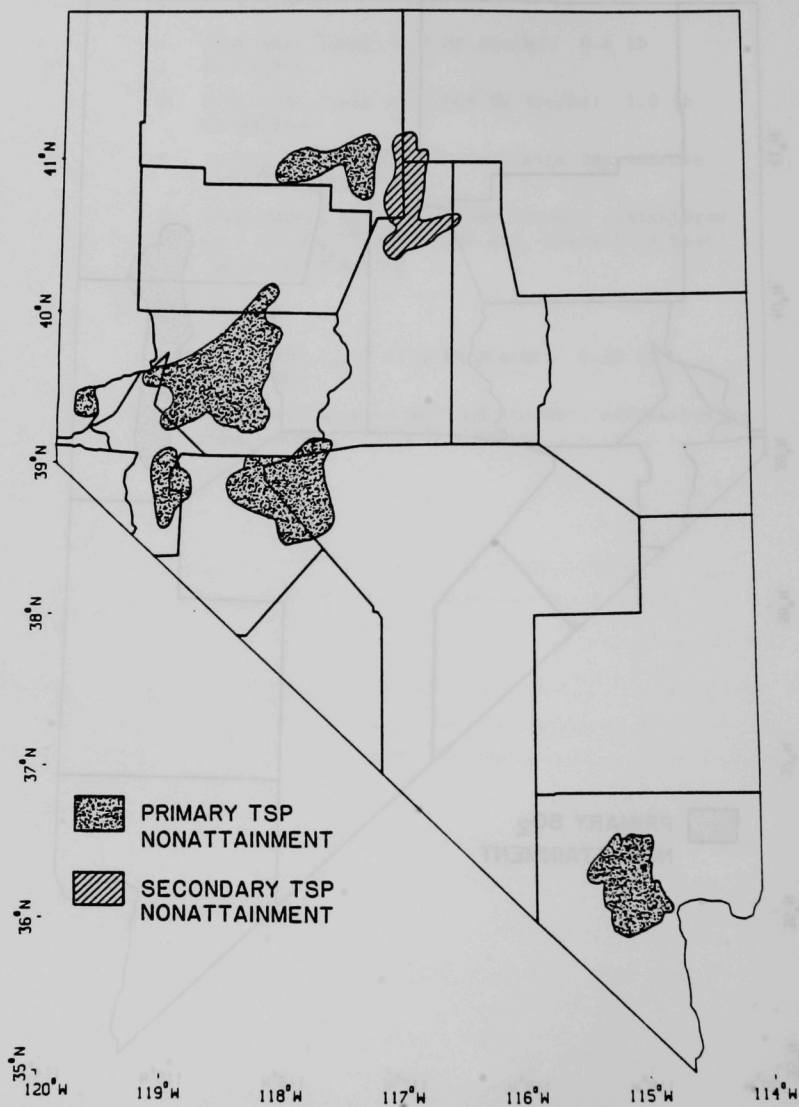 41°N
40°N
39°N
38°N
37°N
36°N
35°N
PRIMARY TSP
NONATTAINMENT
SECONDARY TSP
NONATTAINMENT
120°W 119°W 118°W 117°W 116°W 115°W 114°W